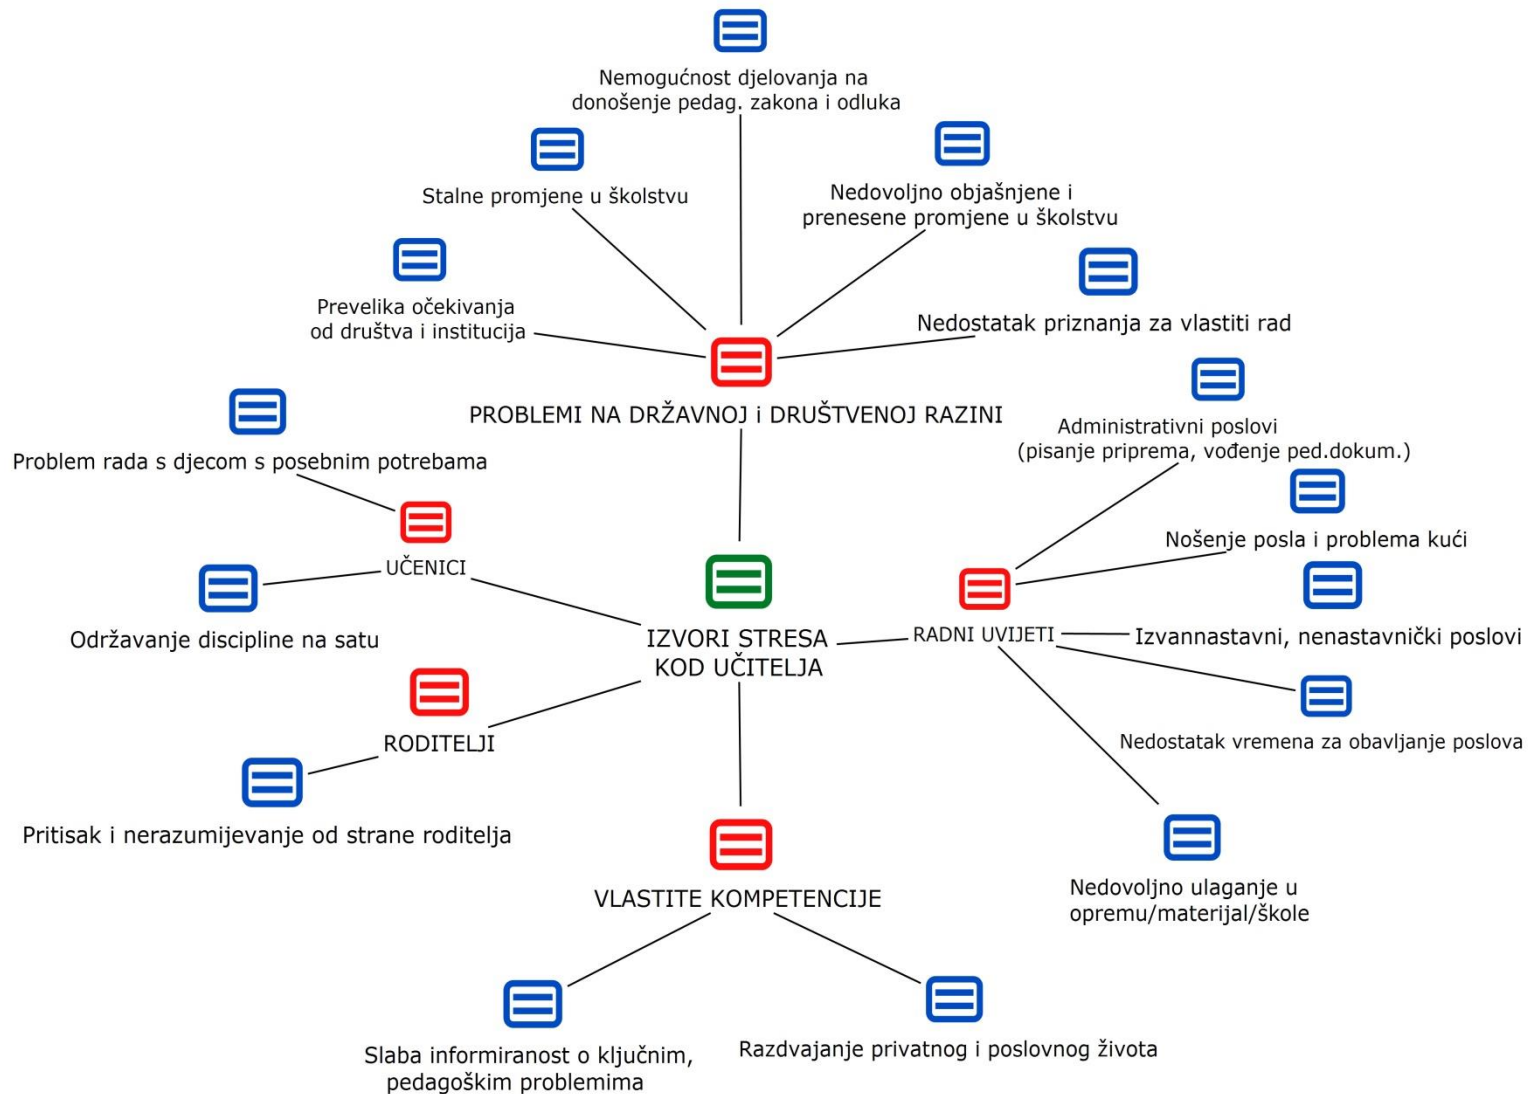 Nemogućnost djelovanja na
donošenje pedag. zakona i odluka
Stalne promjene u školstvu
Nedovoljno objašnjene i
prenesene promjene u školstvu
Prevelika očekivanja
od društva i institucija
Nedostatak priznanja za vlastiti rad
PROBLEMI NA DRŽAVNOJ i DRUŠTVENOJ RAZINI
Administrativni poslovi
(pisanje priprema, vođenje ped.dokum.)
Problem rada s djecom s posebnim potrebama
Nošenje posla i problema kući
UČENICI
Održavanje discipline na satu
IZVORI STRESA
KOD UČITELJA
RADNI UVIJETI
Izvannastavni, nenastavnički poslovi
RODITELJI
Nedostatak vremena za obavljanje poslova
Pritisak i nerazumijevanje od strane roditelja
VLASTITE KOMPETENCIJE
Nedovoljno ulaganje u
opremu/materijal/škole
Slaba informiranost o ključnim,
pedagoškim problemima
Razdvajanje privatnog i poslovnog života